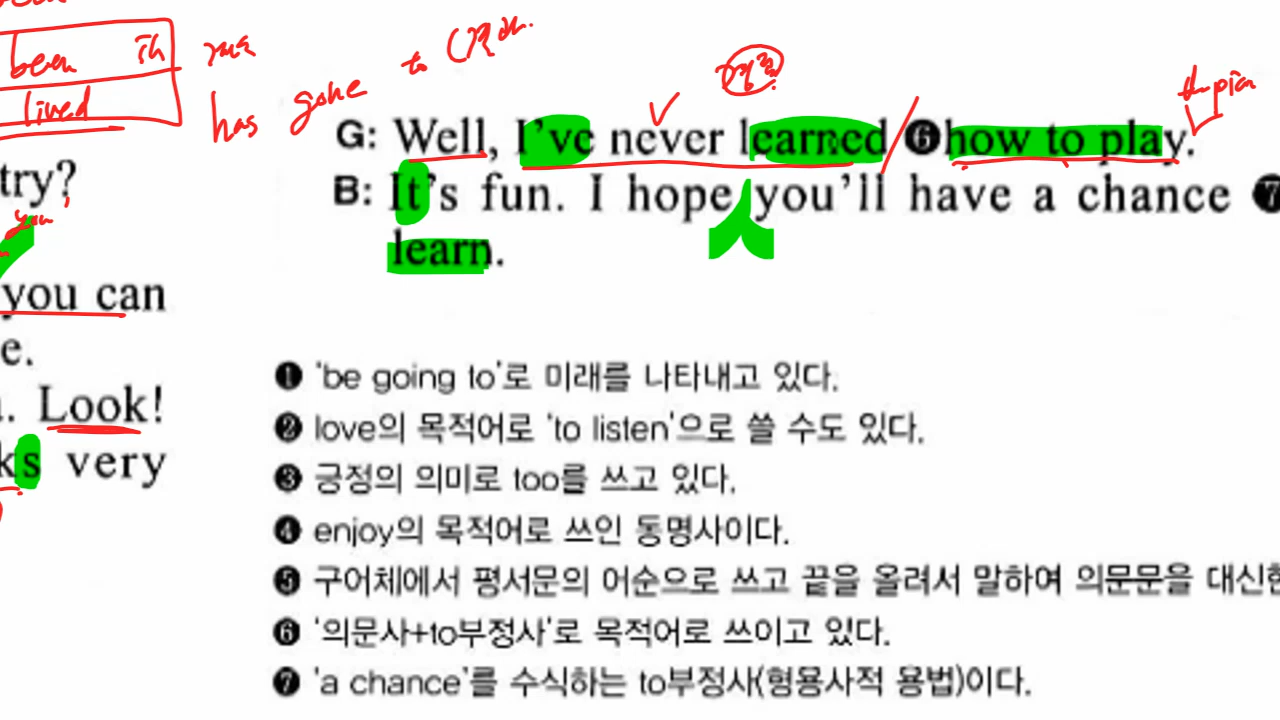 been in
lived
has gone to
경험
G: Well, I've never learned ❻how to play.
try?
you
B: It's fun. I hope you'll have a chance ❼
learn.
you can
e.
. Look!
ks very
❶ 'be going to'로 미래를 나타내고 있다.
❷ love의 목적어로 'to listen'으로 쓸 수도 있다.
❸ 긍정의 의미로 too를 쓰고 있다.
❹ enjoy의 목적어로 쓰인 동명사이다.
❺ 구어체에서 평서문의 어순으로 쓰고 끝을 올려서 말하여 의문문을 대신한
❻ '의문사+to부정사'로 목적어로 쓰이고 있다.
❼ 'a chance'를 수식하는 to부정사(형용사적 용법)이다.